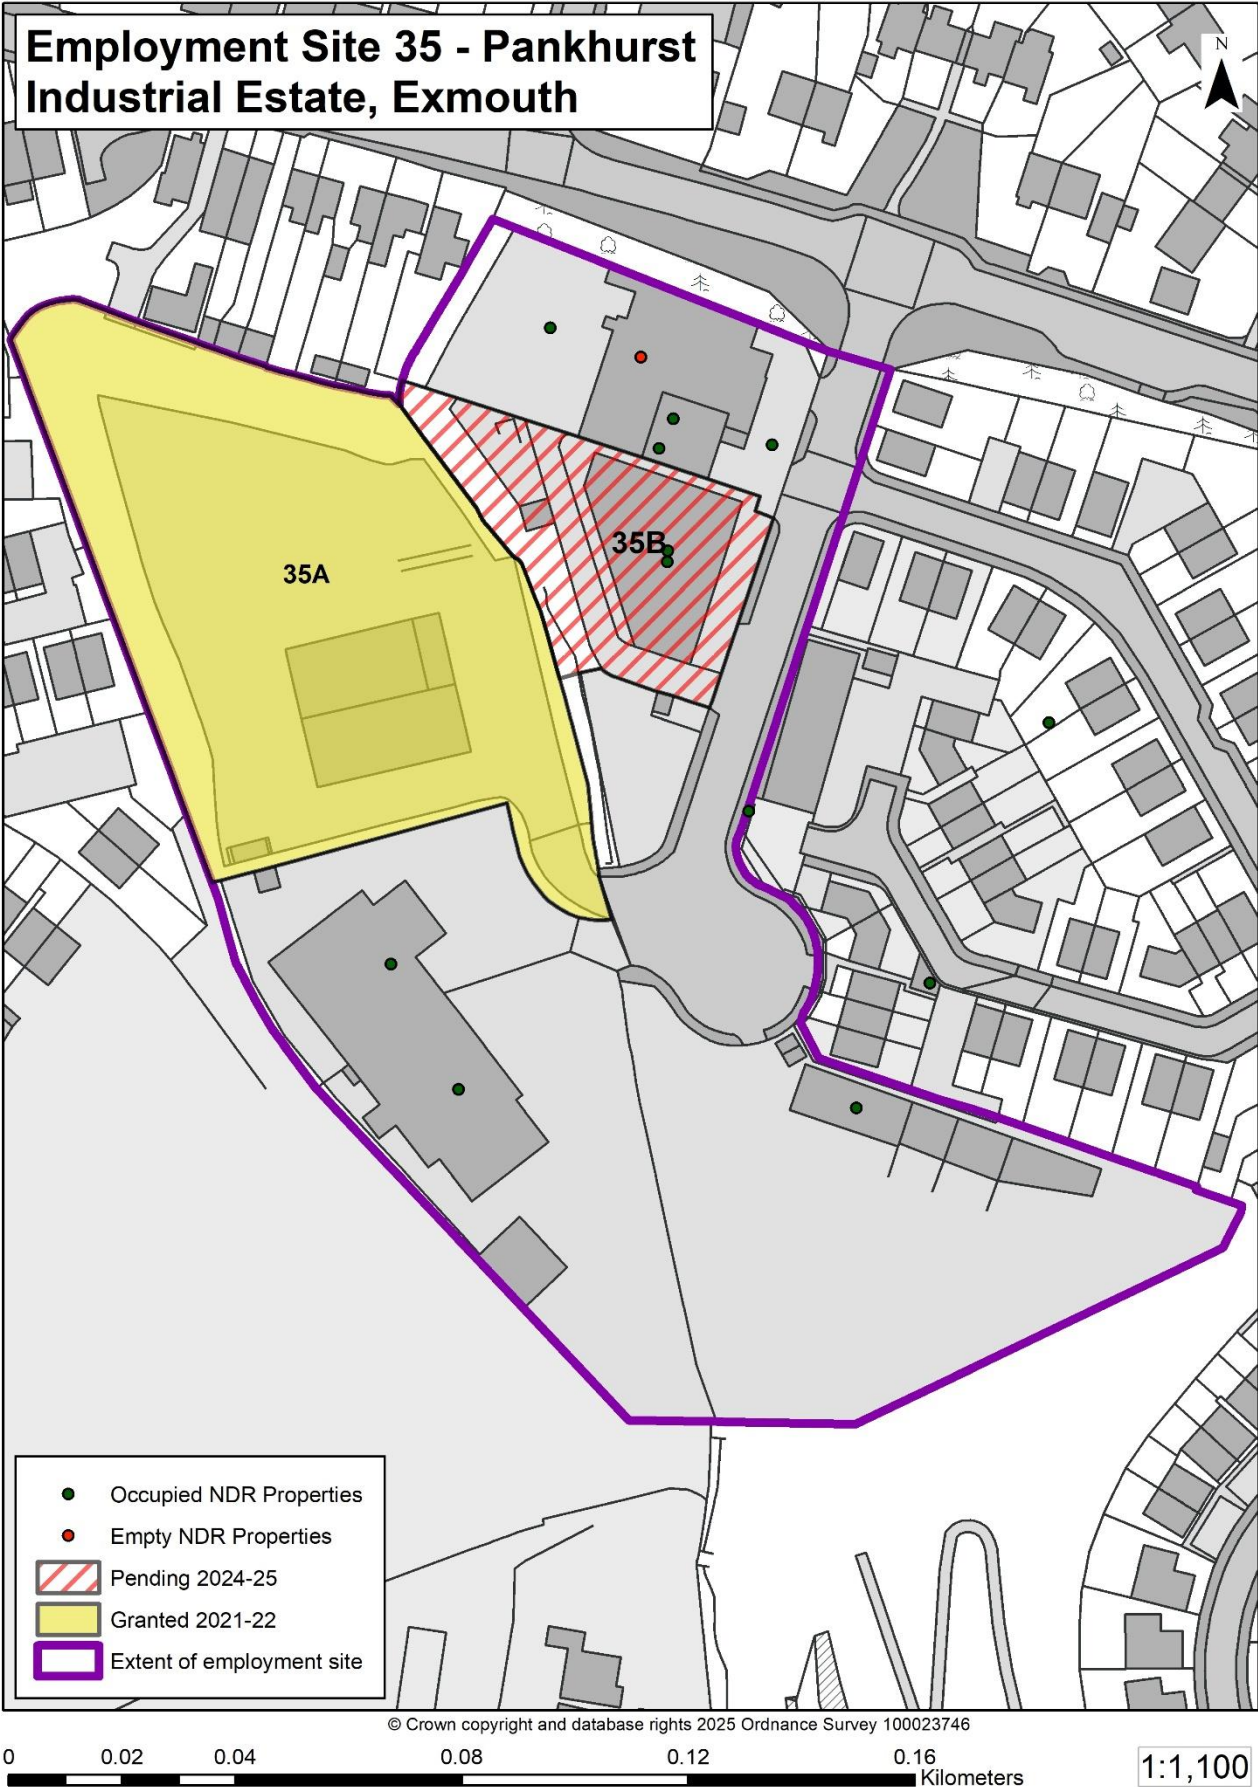 Employment Site 35 - Pankhurst
Industrial Estate, Exmouth
N
35B
35A
Occupied NDR Properties
Empty NDR Properties
Pending 2024-25
Granted 2021-22
Extent of employment site
© Crown copyright and database rights 2025 Ordnance Survey 100023746
0 0.02 0.04 0.08 0.12 0.16
Kilometers
1:1,100